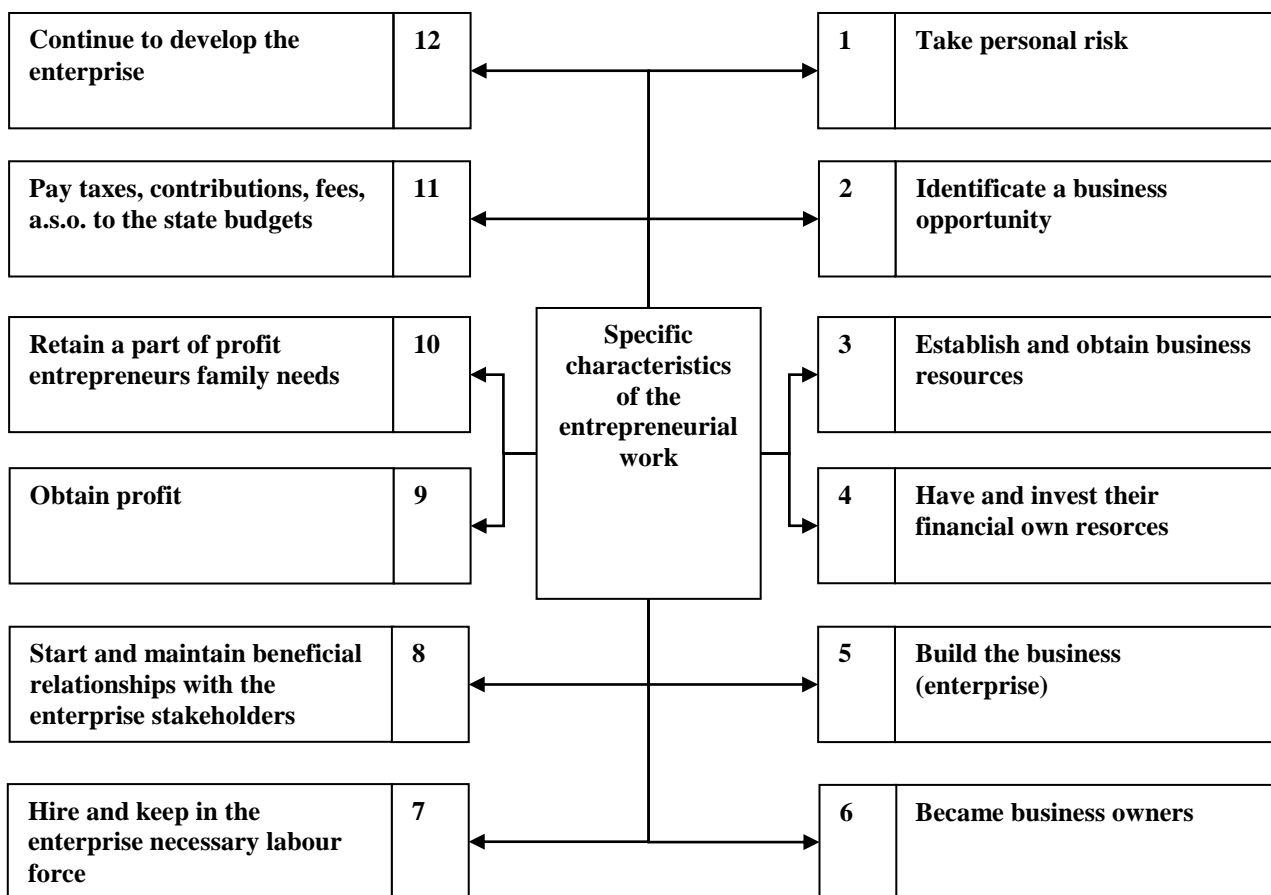 Continue to develop the
enterprise
12
1
Take personal risk
Pay taxes, contributions, fees,
a.s.o. to the state budgets
11
2
Identificate a business
opportunity
Retain a part of profit
entrepreneurs family needs
10
Specific
characteristics
of the
entrepreneurial
work
3
Establish and obtain business
resources
Obtain profit
9
4
Have and invest their
financial own resorces
Start and maintain beneficial
relationships with the
enterprise stakeholders
8
5
Build the business
(enterprise)
Hire and keep in the
enterprise necessary labour
force
7
6
Became business owners